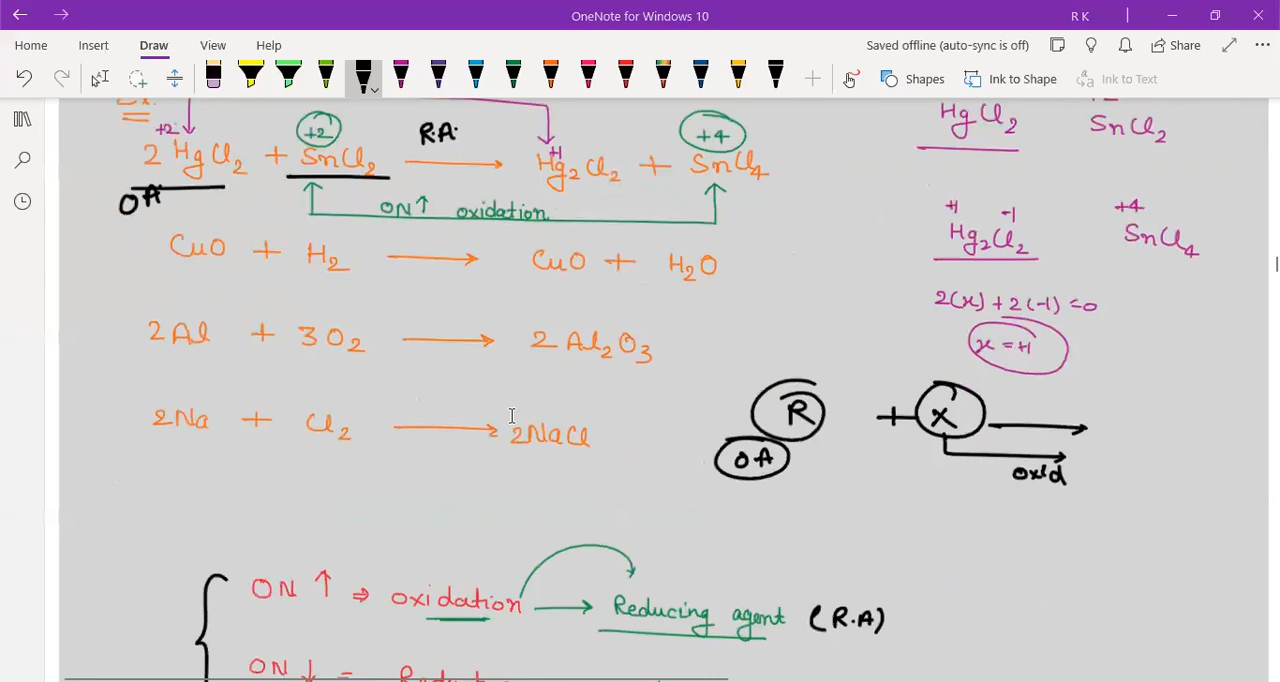 OneNote for Windows 10
R K
Home Insert Draw View Help
Saved offline (auto-sync is off) Share
Shapes Ink to Shape Ink to Text
Ex:
+2 +2 R.A. +1 +4
2 HgCl2 + SnCl2 → Hg2Cl2 + SnCl4
OA
ON↑ oxidation
CuO + H2 → CuO + H2O
2Al + 3O2 → 2Al2O3
2Na + Cl2 → 2NaCl
HgCl2 SnCl2
+1 -1 +4
Hg2Cl2 SnCl4
2(x) + 2(-1) = 0
x = +1
R + X →
OA
oxid
ON ↑ ⇒ oxidation → Reducing agent (R.A)
ON ↓ =